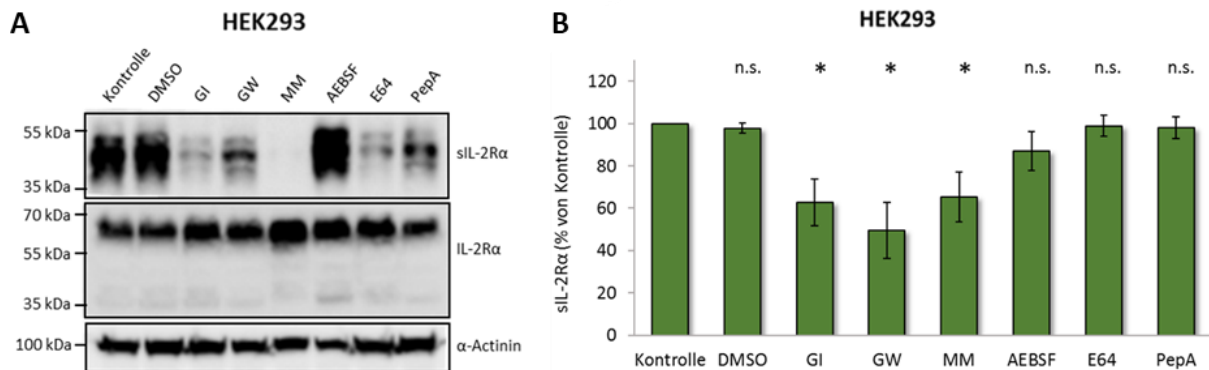 A
HEK293
Kontrolle
DMSO
GI
GW
MM
AEBSF
E64
PepA
55 kDa
35 kDa
sIL-2Rα
70 kDa
55 kDa
35 kDa
IL-2Rα
100 kDa
α-Actinin
B
HEK293
sIL-2Rα (% von Kontrolle)
120
100
80
60
40
20
0
n.s.
*
*
*
n.s.
n.s.
n.s.
Kontrolle
DMSO
GI
GW
MM
AEBSF
E64
PepA